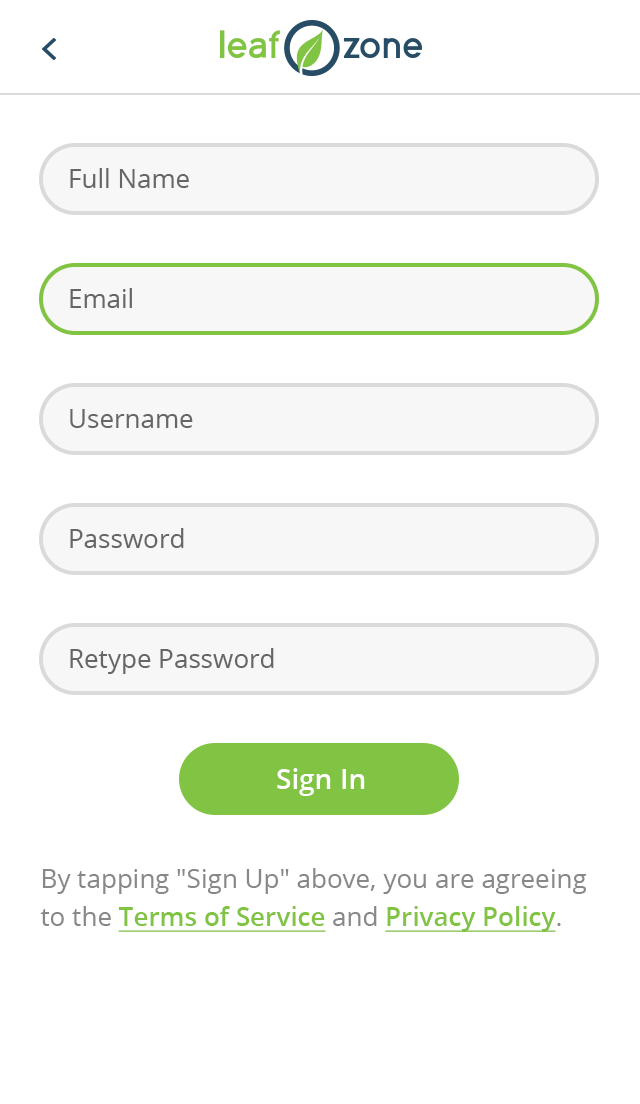 leaf zone
Full Name
Email
Username
Password
Retype Password
Sign In
By tapping "Sign Up" above, you are agreeing
to the Terms of Service and Privacy Policy.